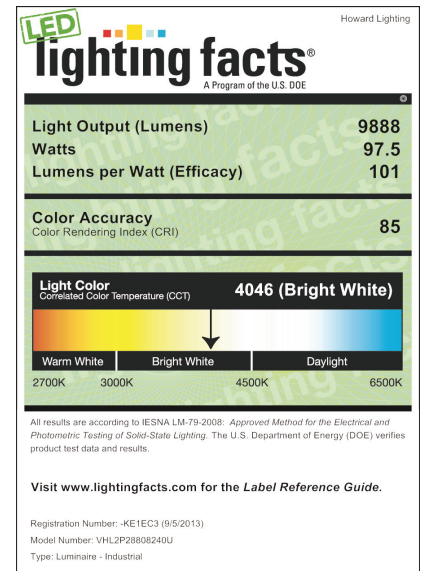 Howard Lighting
LED
lighting facts®
A Program of the U.S. DOE
Light Output (Lumens) 9888
Watts 97.5
Lumens per Watt (Efficacy) 101
Color Accuracy
Color Rendering Index (CRI) 85
Light Color
Correlated Color Temperature (CCT) 4046 (Bright White)
Warm White Bright White Daylight
2700K 3000K 4500K 6500K
All results are according to IESNA LM-79-2008: Approved Method for the Electrical and
Photometric Testing of Solid-State Lighting. The U.S. Department of Energy (DOE) verifies
product test data and results.
Visit www.lightingfacts.com for the Label Reference Guide.
Registration Number: -KE1EC3 (9/5/2013)
Model Number: VHL2P28808240U
Type: Luminaire - Industrial